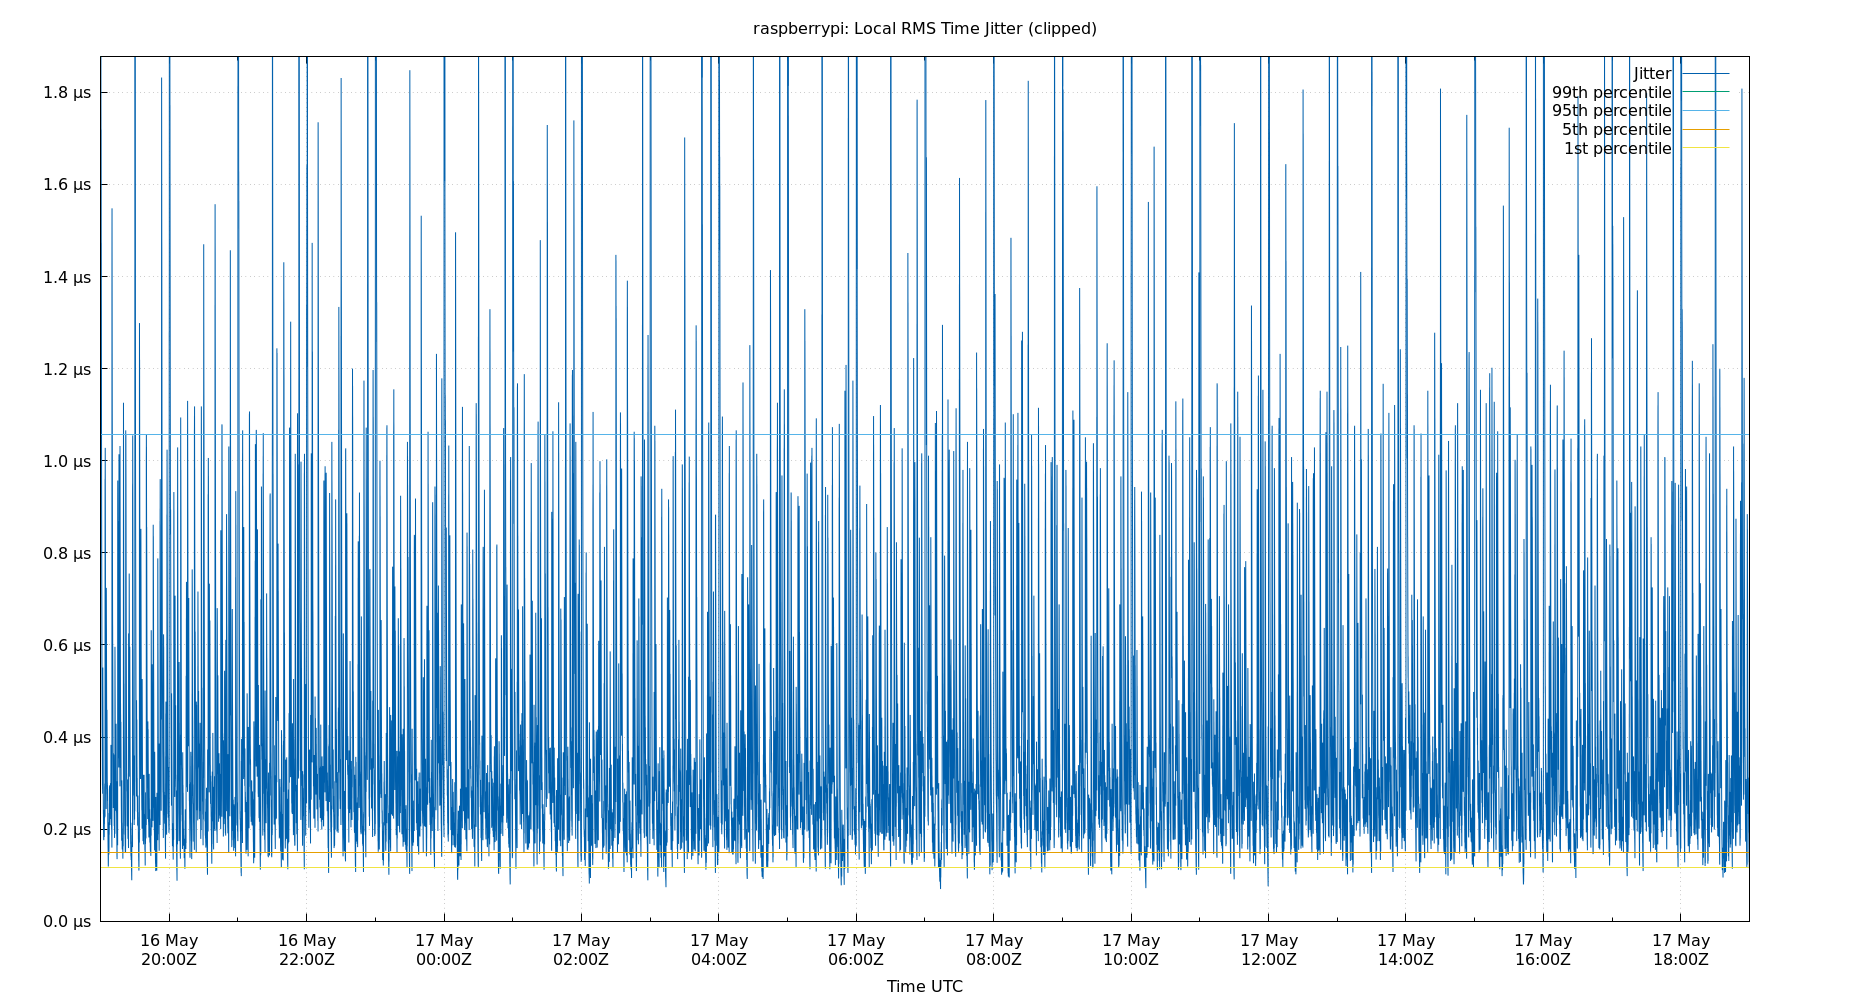 raspberrypi: Local RMS Time Jitter (clipped)
Jitter
99th percentile
95th percentile
5th percentile
1st percentile
1.8 µs
1.6 µs
1.4 µs
1.2 µs
1.0 µs
0.8 µs
0.6 µs
0.4 µs
0.2 µs
0.0 µs
16 May 16 May 17 May 17 May 17 May 17 May 17 May 17 May 17 May 17 May 17 May 17 May
20:00Z 22:00Z 00:00Z 02:00Z 04:00Z 06:00Z 08:00Z 10:00Z 12:00Z 14:00Z 16:00Z 18:00Z
Time UTC